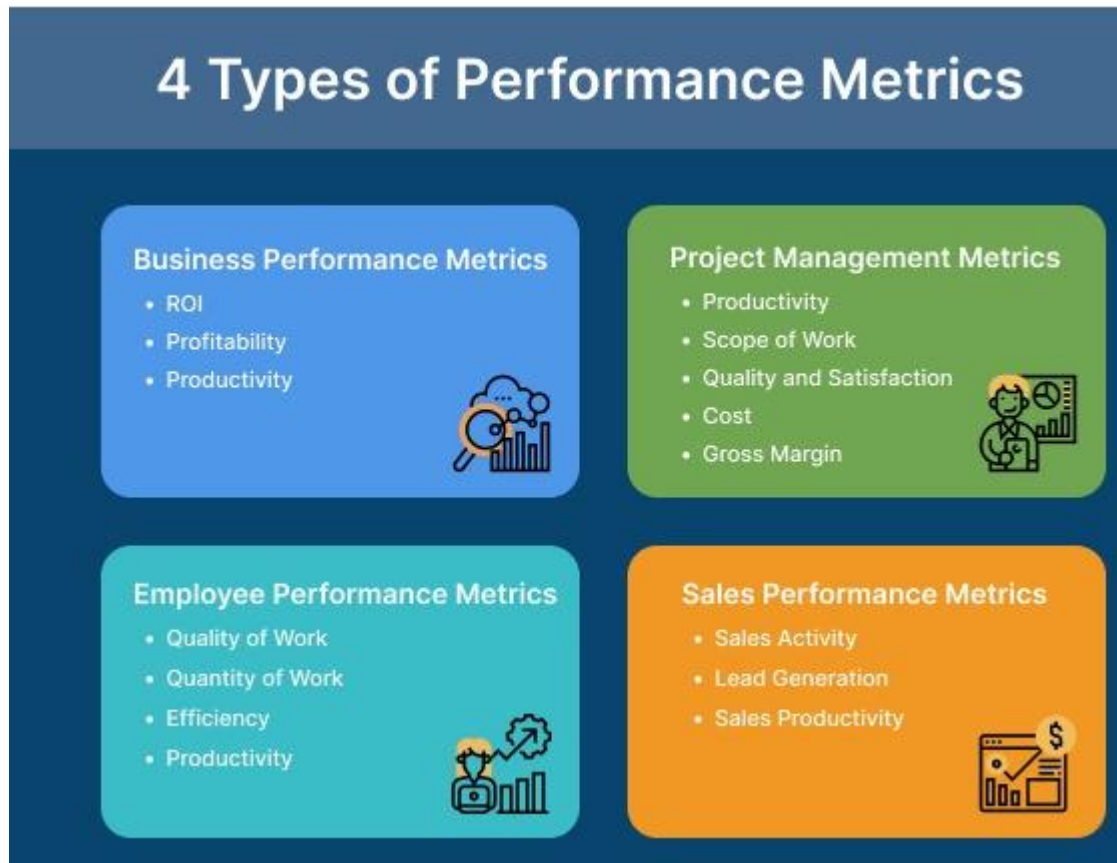 4 Types of Performance Metrics
Business Performance Metrics
• ROI
• Profitability
• Productivity
Project Management Metrics
• Productivity
• Scope of Work
• Quality and Satisfaction
• Cost
• Gross Margin
Employee Performance Metrics
• Quality of Work
• Quantity of Work
• Efficiency
• Productivity
Sales Performance Metrics
• Sales Activity
• Lead Generation
• Sales Productivity
$